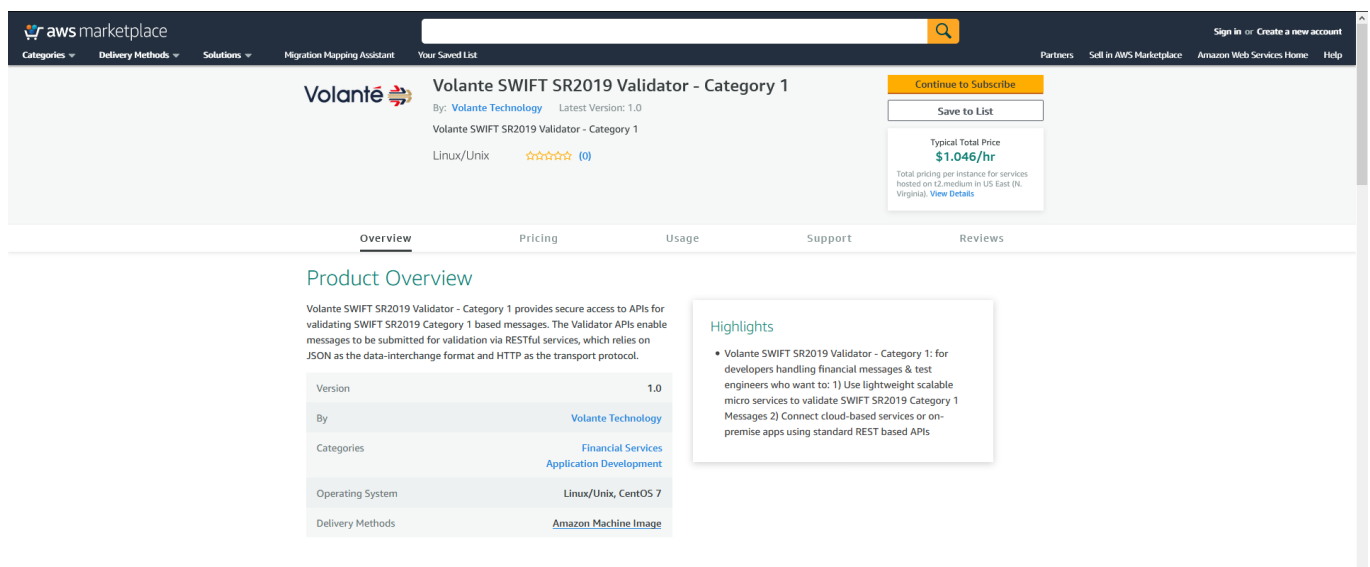 aws marketplace
Sign in or Create a new account
Categories
Delivery Methods
Solutions
Migration Mapping Assistant
Your Saved List
Partners
Sell in AWS Marketplace
Amazon Web Services Home
Help
Volanté
Volante SWIFT SR2019 Validator - Category 1
By: Volante Technology Latest Version: 1.0
Volante SWIFT SR2019 Validator - Category 1
Linux/Unix (0)
Continue to Subscribe
Save to List
Typical Total Price
$1.046/hr
Total pricing per instance for services
hosted on t2.medium in US East (N.
Virginia). View Details
Overview
Pricing
Usage
Support
Reviews
Product Overview
Volante SWIFT SR2019 Validator - Category 1 provides secure access to APIs for
validating SWIFT SR2019 Category 1 based messages. The Validator APIs enable
messages to be submitted for validation via RESTful services, which relies on
JSON as the data-interchange format and HTTP as the transport protocol.
Version 1.0
By Volante Technology
Categories Financial Services
Application Development
Operating System Linux/Unix, CentOS 7
Delivery Methods Amazon Machine Image
Highlights
• Volante SWIFT SR2019 Validator - Category 1: for
developers handling financial messages & test
engineers who want to: 1) Use lightweight scalable
micro services to validate SWIFT SR2019 Category 1
Messages 2) Connect cloud-based services or on-
premise apps using standard REST based APIs